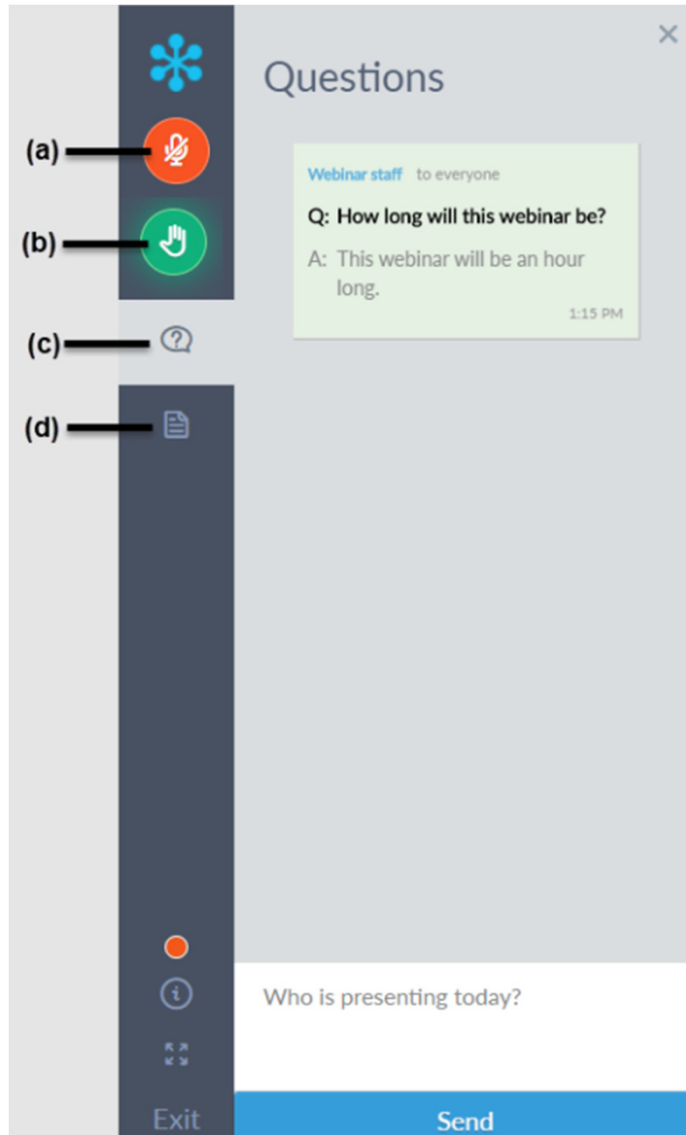 ×
Questions
(a)
Webinar staff to everyone
Q: How long will this webinar be?
(b)
A: This webinar will be an hour
long.
1:15 PM
(c)
(d)
Who is presenting today?
Exit
Send